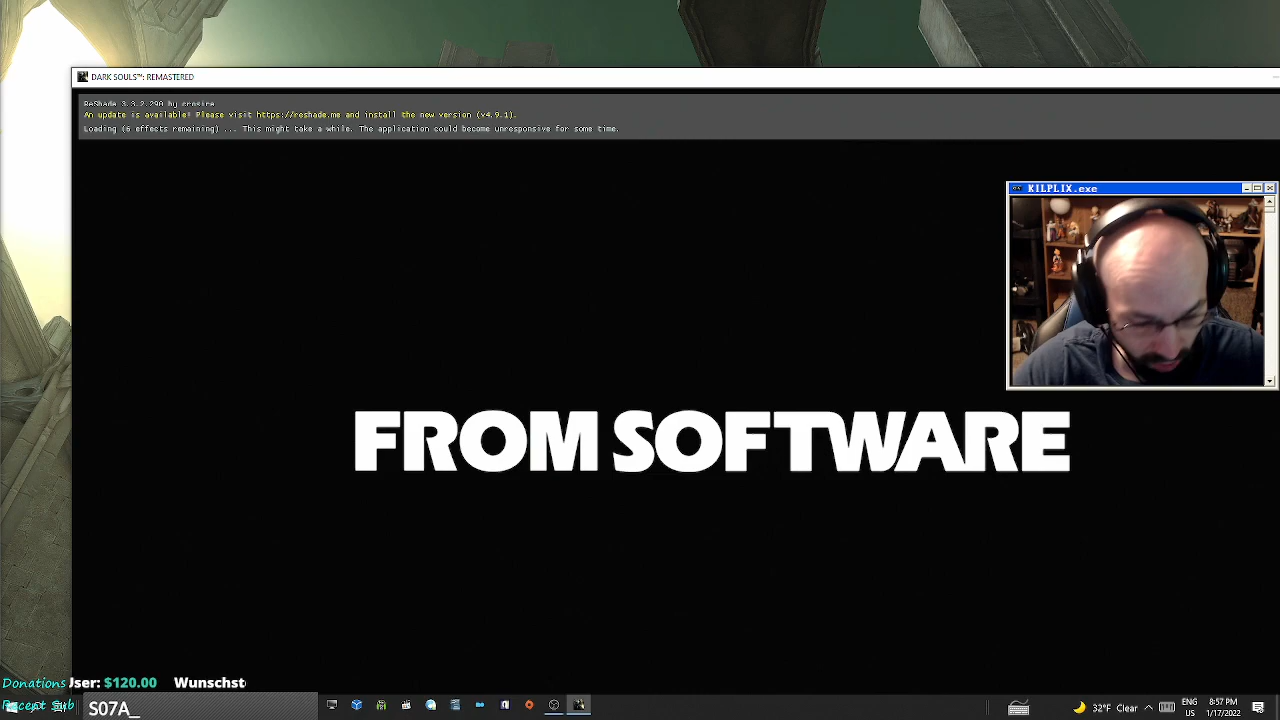 DARK SOULS™: REMASTERED
ReShade 3.3.2.290 by crosire
An update is available! Please visit https://reshade.me and install the new version (v4.9.1).
Loading (6 effects remaining) ... This might take a while. The application could become unresponsive for some time.
KILPLIX.exe
FROM SOFTWARE
Donations User: $120.00 Wunschst
Recent Sub S07A_
32°F Clear
ENG
US
8:57 PM
1/17/2022